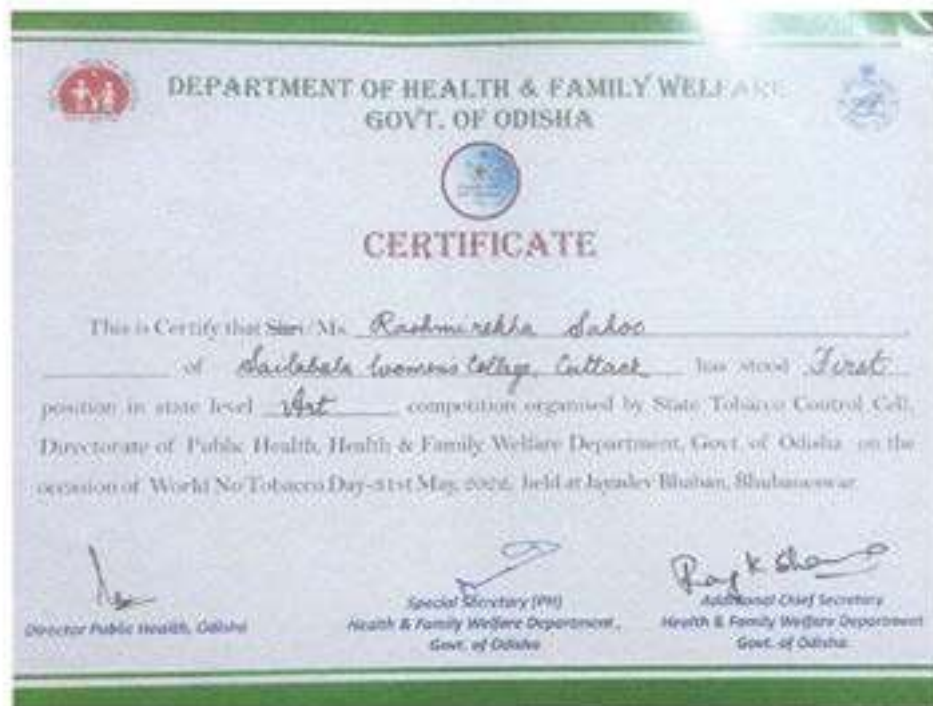 DEPARTMENT OF HEALTH & FAMILY WELFARE
GOVT. OF ODISHA
CERTIFICATE
This is Certify that Shri/Ms. Rashmirekha Sahoo
of Sailabala Womens College, Cuttack has stood First
position in state level Art competition organised by State Tobacco Control Cell,
Directorate of Public Health, Health & Family Welfare Department, Govt. of Odisha on the
occasion of World No Tobacco Day-31st May, 2022, held at Jayadev Bhaban, Bhubaneswar
Director Public Health, Odisha
Special Secretary (PH)
Health & Family Welfare Department,
Govt. of Odisha
Additional Chief Secretary
Health & Family Welfare Department
Govt. of Odisha